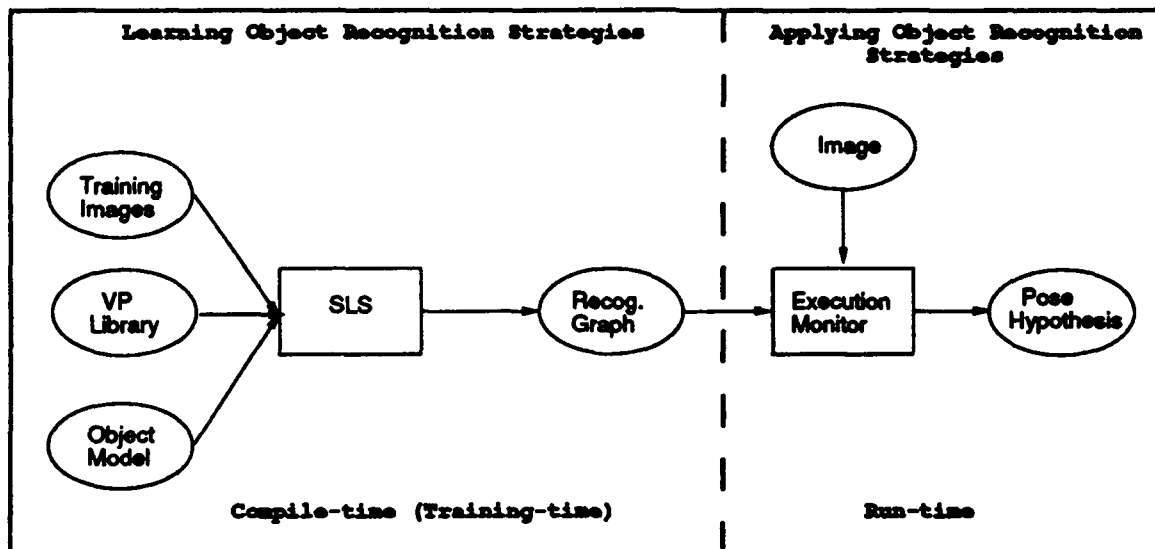 Learning Object Recognition Strategies
Applying Object Recognition
Strategies
Image
Training
Images
VP
Library
SLS
Recog.
Graph
Execution
Monitor
Pose
Hypothesis
Object
Model
Compile-time (Training-time)
Run-time